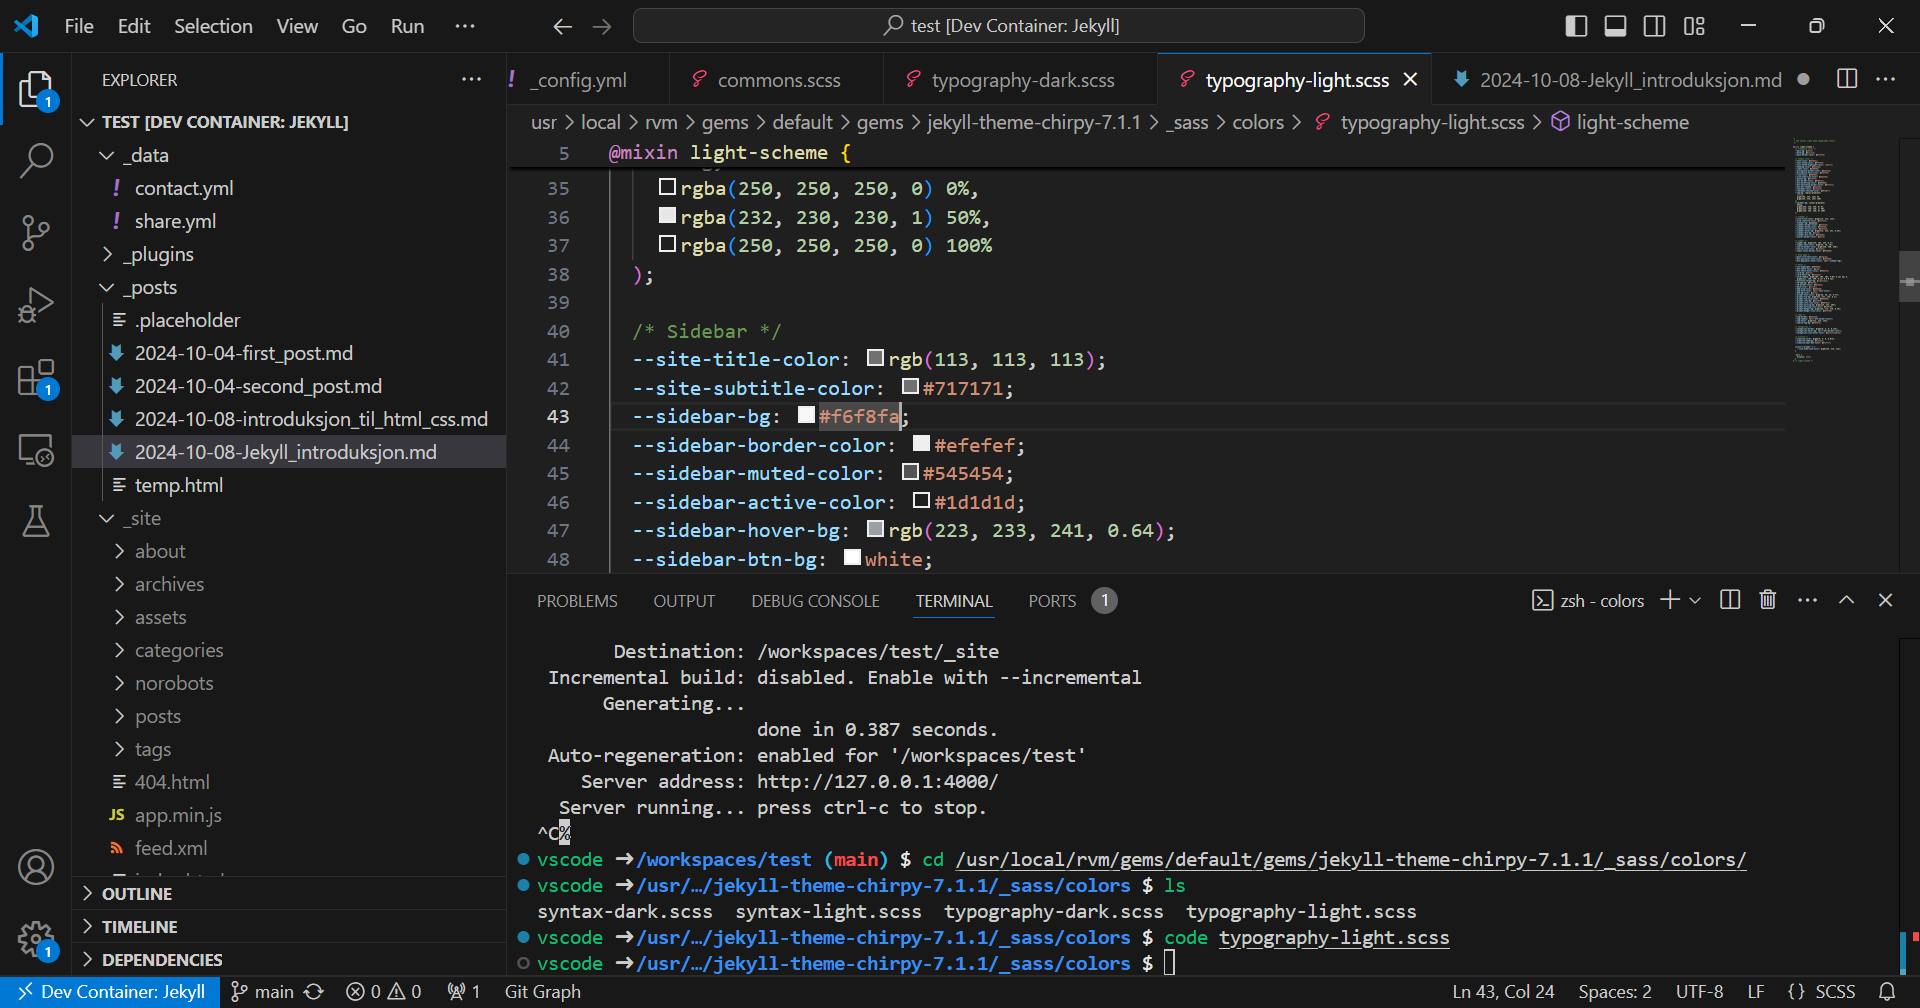 File Edit Selection View Go Run ···
test [Dev Container: Jekyll]
EXPLORER
TEST [DEV CONTAINER: JEKYLL]
_data
! contact.yml
! share.yml
_plugins
_posts
.placeholder
2024-10-04-first_post.md
2024-10-04-second_post.md
2024-10-08-introduksjon_til_html_css.md
2024-10-08-Jekyll_introduksjon.md
temp.html
_site
about
archives
assets
categories
norobots
posts
tags
404.html
JS app.min.js
feed.xml
OUTLINE
TIMELINE
DEPENDENCIES
1
1
1
! _config.yml commons.scss typography-dark.scss typography-light.scss 2024-10-08-Jekyll_introduksjon.md
usr > local > rvm > gems > default > gems > jekyll-theme-chirpy-7.1.1 > _sass > colors > typography-light.scss > light-scheme
5 @mixin light-scheme {
35 rgba(250, 250, 250, 0) 0%,
36 rgba(232, 230, 230, 1) 50%,
37 rgba(250, 250, 250, 0) 100%
38 );
39
40 /* Sidebar */
41 --site-title-color: rgb(113, 113, 113);
42 --site-subtitle-color: #717171;
43 --sidebar-bg: #f6f8fa;
44 --sidebar-border-color: #efefef;
45 --sidebar-muted-color: #545454;
46 --sidebar-active-color: #1d1d1d;
47 --sidebar-hover-bg: rgb(223, 233, 241, 0.64);
48 --sidebar-btn-bg: white;
PROBLEMS OUTPUT DEBUG CONSOLE TERMINAL PORTS 1
zsh - colors
Destination: /workspaces/test/_site
Incremental build: disabled. Enable with --incremental
Generating...
done in 0.387 seconds.
Auto-regeneration: enabled for '/workspaces/test'
Server address: http://127.0.0.1:4000/
Server running... press ctrl-c to stop.
^C%
vscode ➜/workspaces/test (main) $ cd /usr/local/rvm/gems/default/gems/jekyll-theme-chirpy-7.1.1/_sass/colors/
vscode ➜/usr/…/jekyll-theme-chirpy-7.1.1/_sass/colors $ ls
syntax-dark.scss syntax-light.scss typography-dark.scss typography-light.scss
vscode ➜/usr/…/jekyll-theme-chirpy-7.1.1/_sass/colors $ code typography-light.scss
vscode ➜/usr/…/jekyll-theme-chirpy-7.1.1/_sass/colors $
Dev Container: Jekyll main 0 0 1 Git Graph
Ln 43, Col 24 Spaces: 2 UTF-8 LF {} SCSS